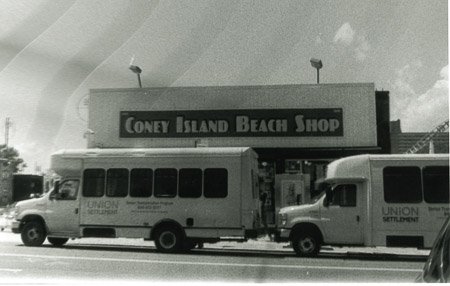 CONEY ISLAND BEACH SHOP
UNION
SETTLEMENT
UNION
SETTLEMENT